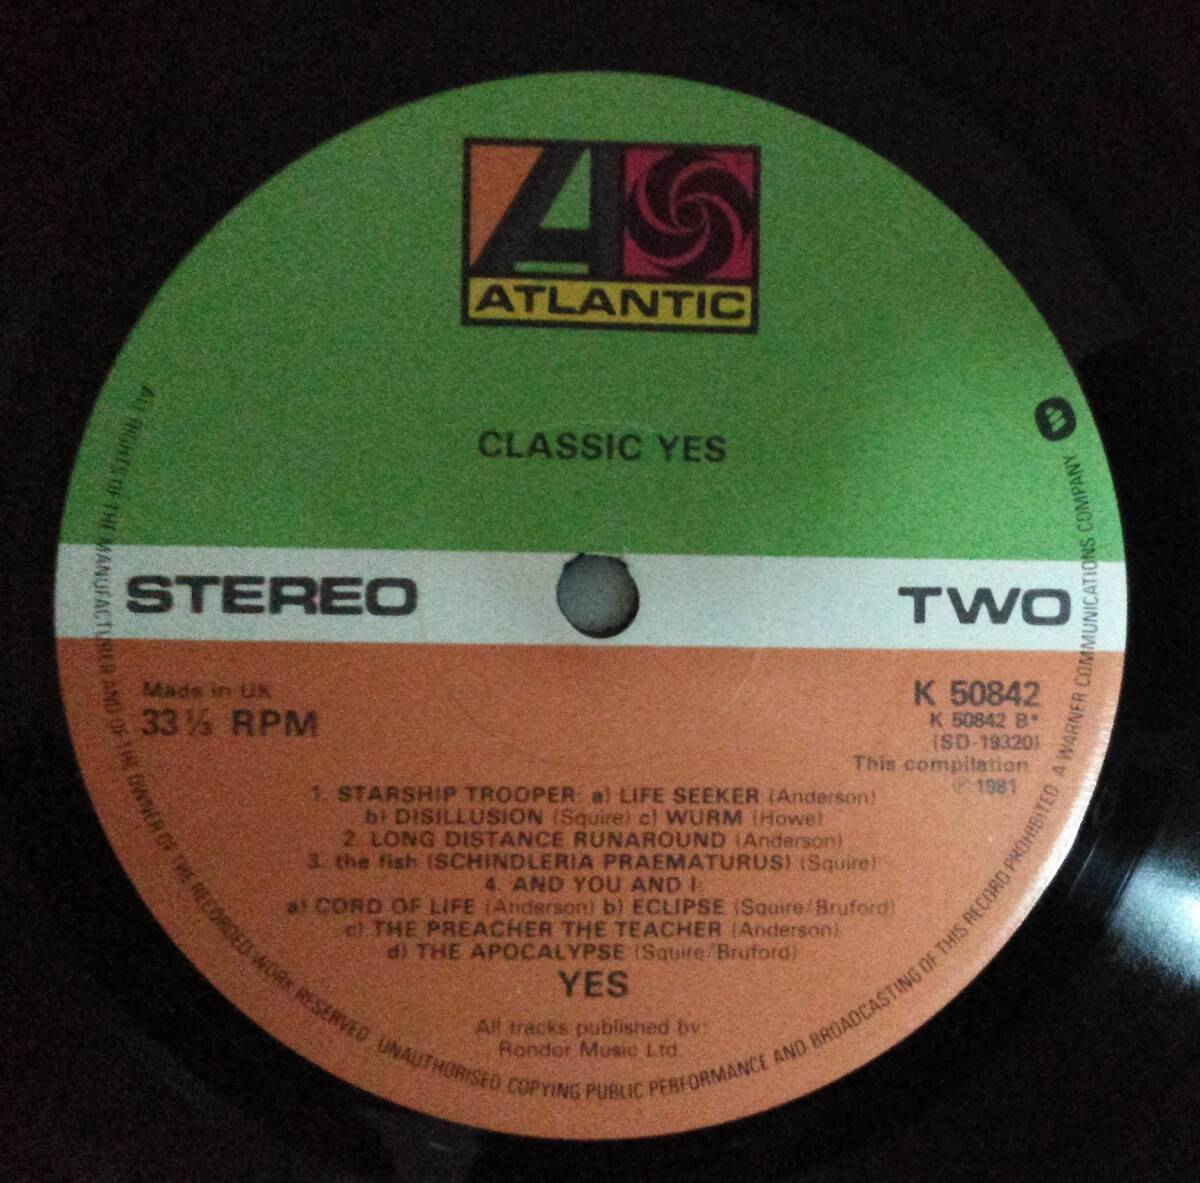 ATLANTIC
CLASSIC YES
STEREO
TWO
Made in UK
33⅓ RPM
K 50842
K 50842 B*
(SD-19320)
This compilation
℗ 1981
1. STARSHIP TROOPER: a) LIFE SEEKER (Anderson)
b) DISILLUSION (Squire) c) WURM (Howe)
2. LONG DISTANCE RUNAROUND (Anderson)
3. the fish (SCHINDLERIA PRAEMATURUS) (Squire)
4. AND YOU AND I:
a) CORD OF LIFE (Anderson) b) ECLIPSE (Squire/Bruford)
c) THE PREACHER THE TEACHER (Anderson)
d) THE APOCALYPSE (Squire/Bruford)
YES
All tracks published by:
Rondor Music Ltd.
ALL RIGHTS OF THE MANUFACTURER AND OF THE OWNER OF THE RECORDED WORK RESERVED UNAUTHORISED COPYING PUBLIC PERFORMANCE AND BROADCASTING OF THIS RECORD PROHIBITED A WARNER COMMUNICATIONS COMPANY